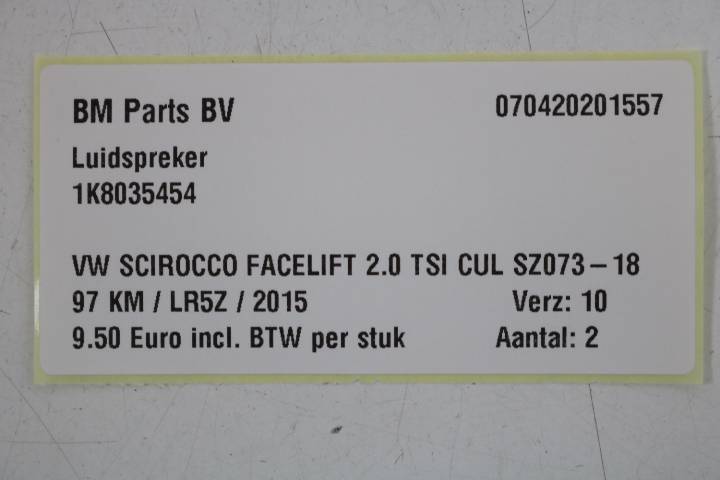 BM Parts BV 070420201557
Luidspreker
1K8035454
VW SCIROCCO FACELIFT 2.0 TSI CUL SZ073-18
97 KM / LR5Z / 2015 Verz: 10
9.50 Euro incl. BTW per stuk Aantal: 2